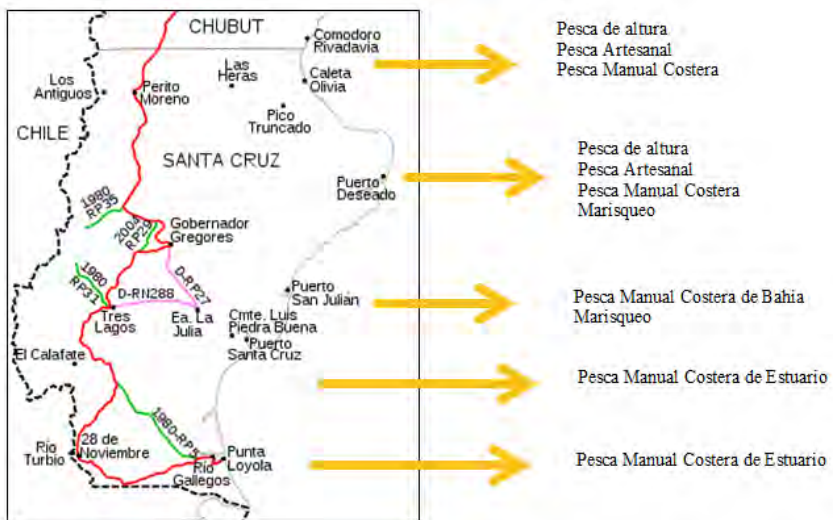 CHUBUT
Comodoro
Rivadavia
Las
Heras
Los
Antiguos
Perito
Moreno
Caleta
Olivia
Pico
Truncado
CHILE
SANTA CRUZ
Puerto
Deseado
1980
RP35
2004
RP29
Gobernador
Gregores
1980
RP31
D-RP27
D-RN288
Puerto
San Julián
Tres
Lagos
Ea. La
Julia
Cmte. Luis
Piedra Buena
Puerto
Santa Cruz
El Calafate
1980-RP5
28 de
Noviembre
Río
Turbio
Punta
Loyola
Río
Gallegos
Pesca de altura
Pesca Artesanal
Pesca Manual Costera
Pesca de altura
Pesca Artesanal
Pesca Manual Costera
Marisqueo
Pesca Manual Costera de Bahia
Marisqueo
Pesca Manual Costera de Estuario
Pesca Manual Costera de Estuario